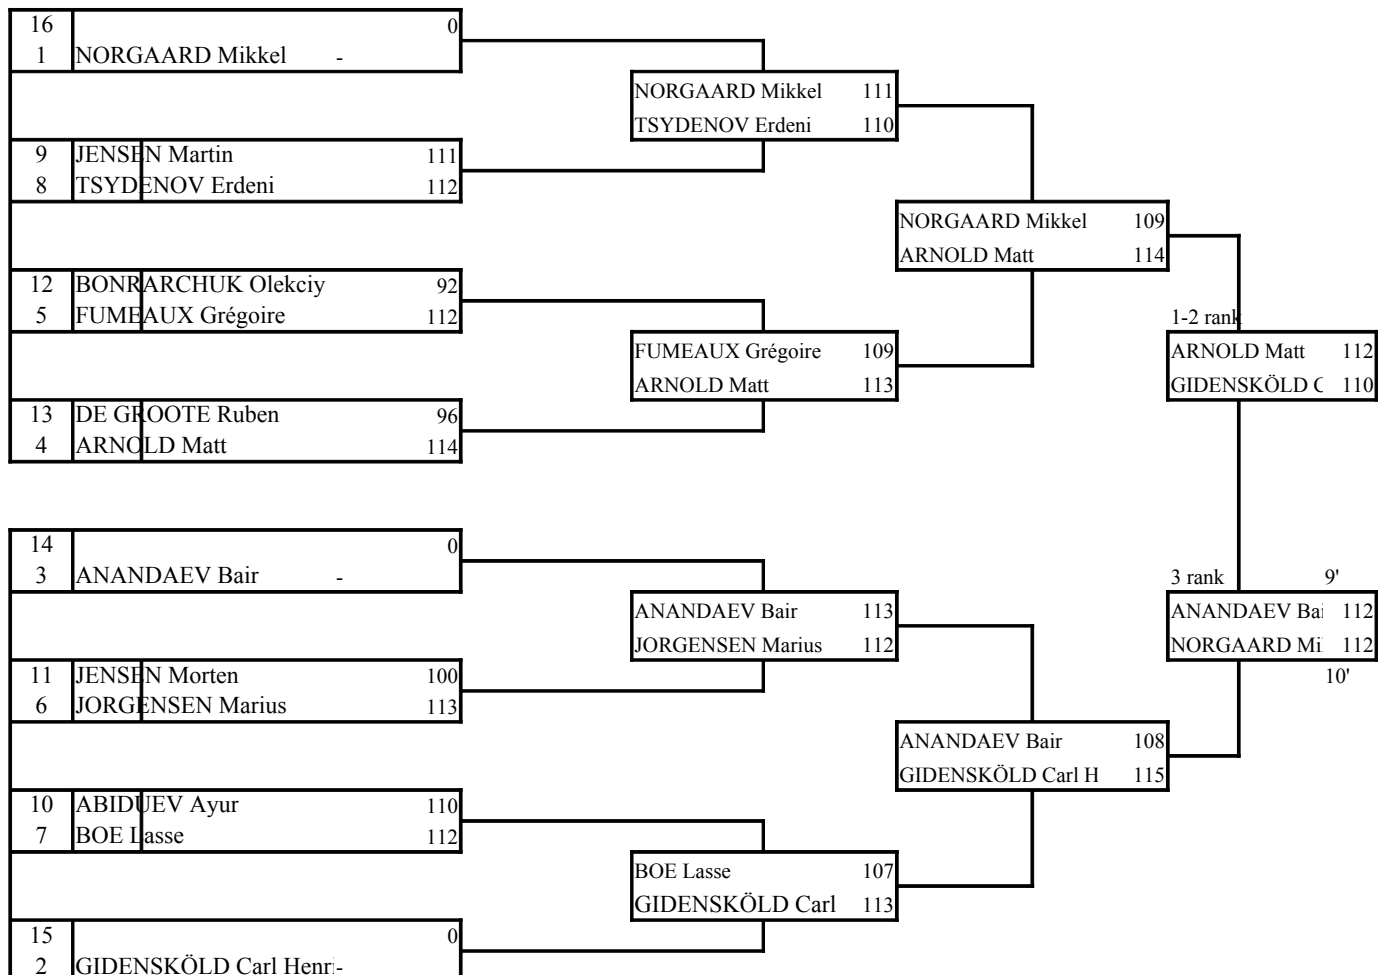 16 0
1 NORGAARD Mikkel -
NORGAARD Mikkel 111
TSYDENOV Erdeni 110
9 JENSEN Martin 111
8 TSYDENOV Erdeni 112
NORGAARD Mikkel 109
ARNOLD Matt 114
12 BONRARCHUK Olekciy 92
5 FUMEAUX Grégoire 112
1-2 rank
FUMEAUX Grégoire 109
ARNOLD Matt 113
ARNOLD Matt 112
GIDENSKÖLD C 110
13 DE GROOTE Ruben 96
4 ARNOLD Matt 114
14 0
3 ANANDAEV Bair -
3 rank 9'
ANANDAEV Bair 113
JORGENSEN Marius 112
ANANDAEV Bai 112
NORGAARD Mi 112
10'
11 JENSEN Morten 100
6 JORGENSEN Marius 113
ANANDAEV Bair 108
GIDENSKÖLD Carl H 115
10 ABIDUEV Ayur 110
7 BOE Lasse 112
BOE Lasse 107
GIDENSKÖLD Carl 113
15 0
2 GIDENSKÖLD Carl Henri-